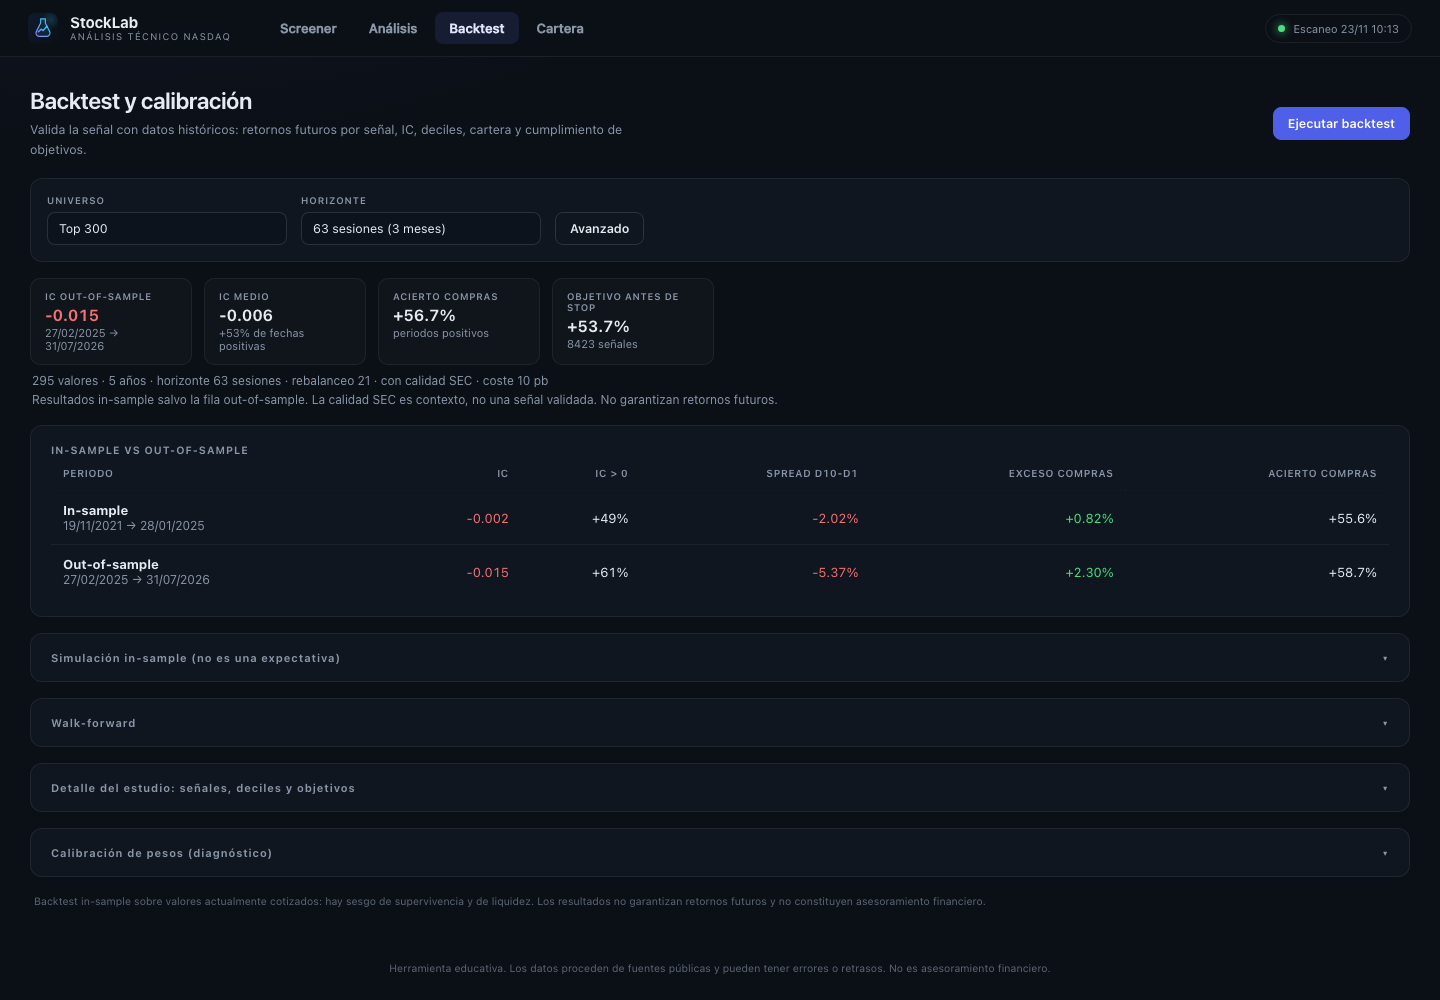 StockLab
ANÁLISIS TÉCNICO NASDAQ
Screener
Análisis
Backtest
Cartera
Escaneo 23/11 10:13
Backtest y calibración
Valida la señal con datos históricos: retornos futuros por señal, IC, deciles, cartera y cumplimiento de
objetivos.
Ejecutar backtest
UNIVERSO
HORIZONTE
Top 300
63 sesiones (3 meses)
Avanzado
IC OUT-OF-SAMPLE
-0.015
27/02/2025 →
31/07/2026
IC MEDIO
-0.006
+53% de fechas
positivas
ACIERTO COMPRAS
+56.7%
periodos positivos
OBJETIVO ANTES DE
STOP
+53.7%
8423 señales
295 valores · 5 años · horizonte 63 sesiones · rebalanceo 21 · con calidad SEC · coste 10 pb
Resultados in-sample salvo la fila out-of-sample. La calidad SEC es contexto, no una señal validada. No garantizan retornos futuros.
IN-SAMPLE VS OUT-OF-SAMPLE
PERIODO IC IC > 0 SPREAD D10-D1 EXCESO COMPRAS ACIERTO COMPRAS
In-sample
19/11/2021 → 28/01/2025
-0.002 +49% -2.02% +0.82% +55.6%
Out-of-sample
27/02/2025 → 31/07/2026
-0.015 +61% -5.37% +2.30% +58.7%
Simulación in-sample (no es una expectativa)
Walk-forward
Detalle del estudio: señales, deciles y objetivos
Calibración de pesos (diagnóstico)
Backtest in-sample sobre valores actualmente cotizados: hay sesgo de supervivencia y de liquidez. Los resultados no garantizan retornos futuros y no constituyen asesoramiento financiero.
Herramienta educativa. Los datos proceden de fuentes públicas y pueden tener errores o retrasos. No es asesoramiento financiero.